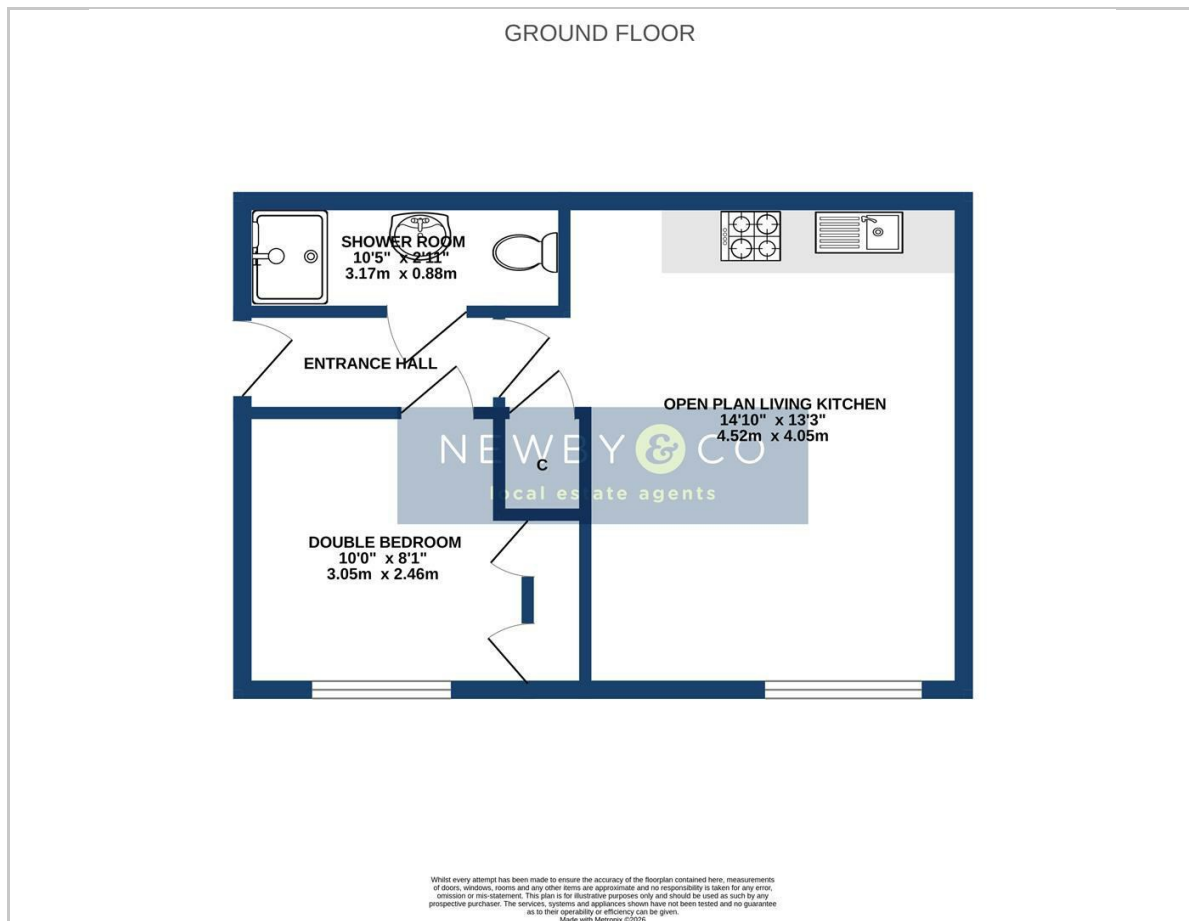 GROUND FLOOR
SHOWER ROOM
10'5" x 2'11"
3.17m x 0.88m
ENTRANCE HALL
OPEN PLAN LIVING KITCHEN
14'10" x 13'3"
4.52m x 4.05m
NEWBY & CO
local estate agents
C
DOUBLE BEDROOM
10'0" x 8'1"
3.05m x 2.46m
Whilst every attempt has been made to ensure the accuracy of the floorplan contained here, measurements
of doors, windows, rooms and any other items are approximate and no responsibility is taken for any error,
omission or mis-statement. This plan is for illustrative purposes only and should be used as such by any
prospective purchaser. The services, systems and appliances shown have not been tested and no guarantee
as to their operability or efficiency can be given.
Made with Metropix ©2026